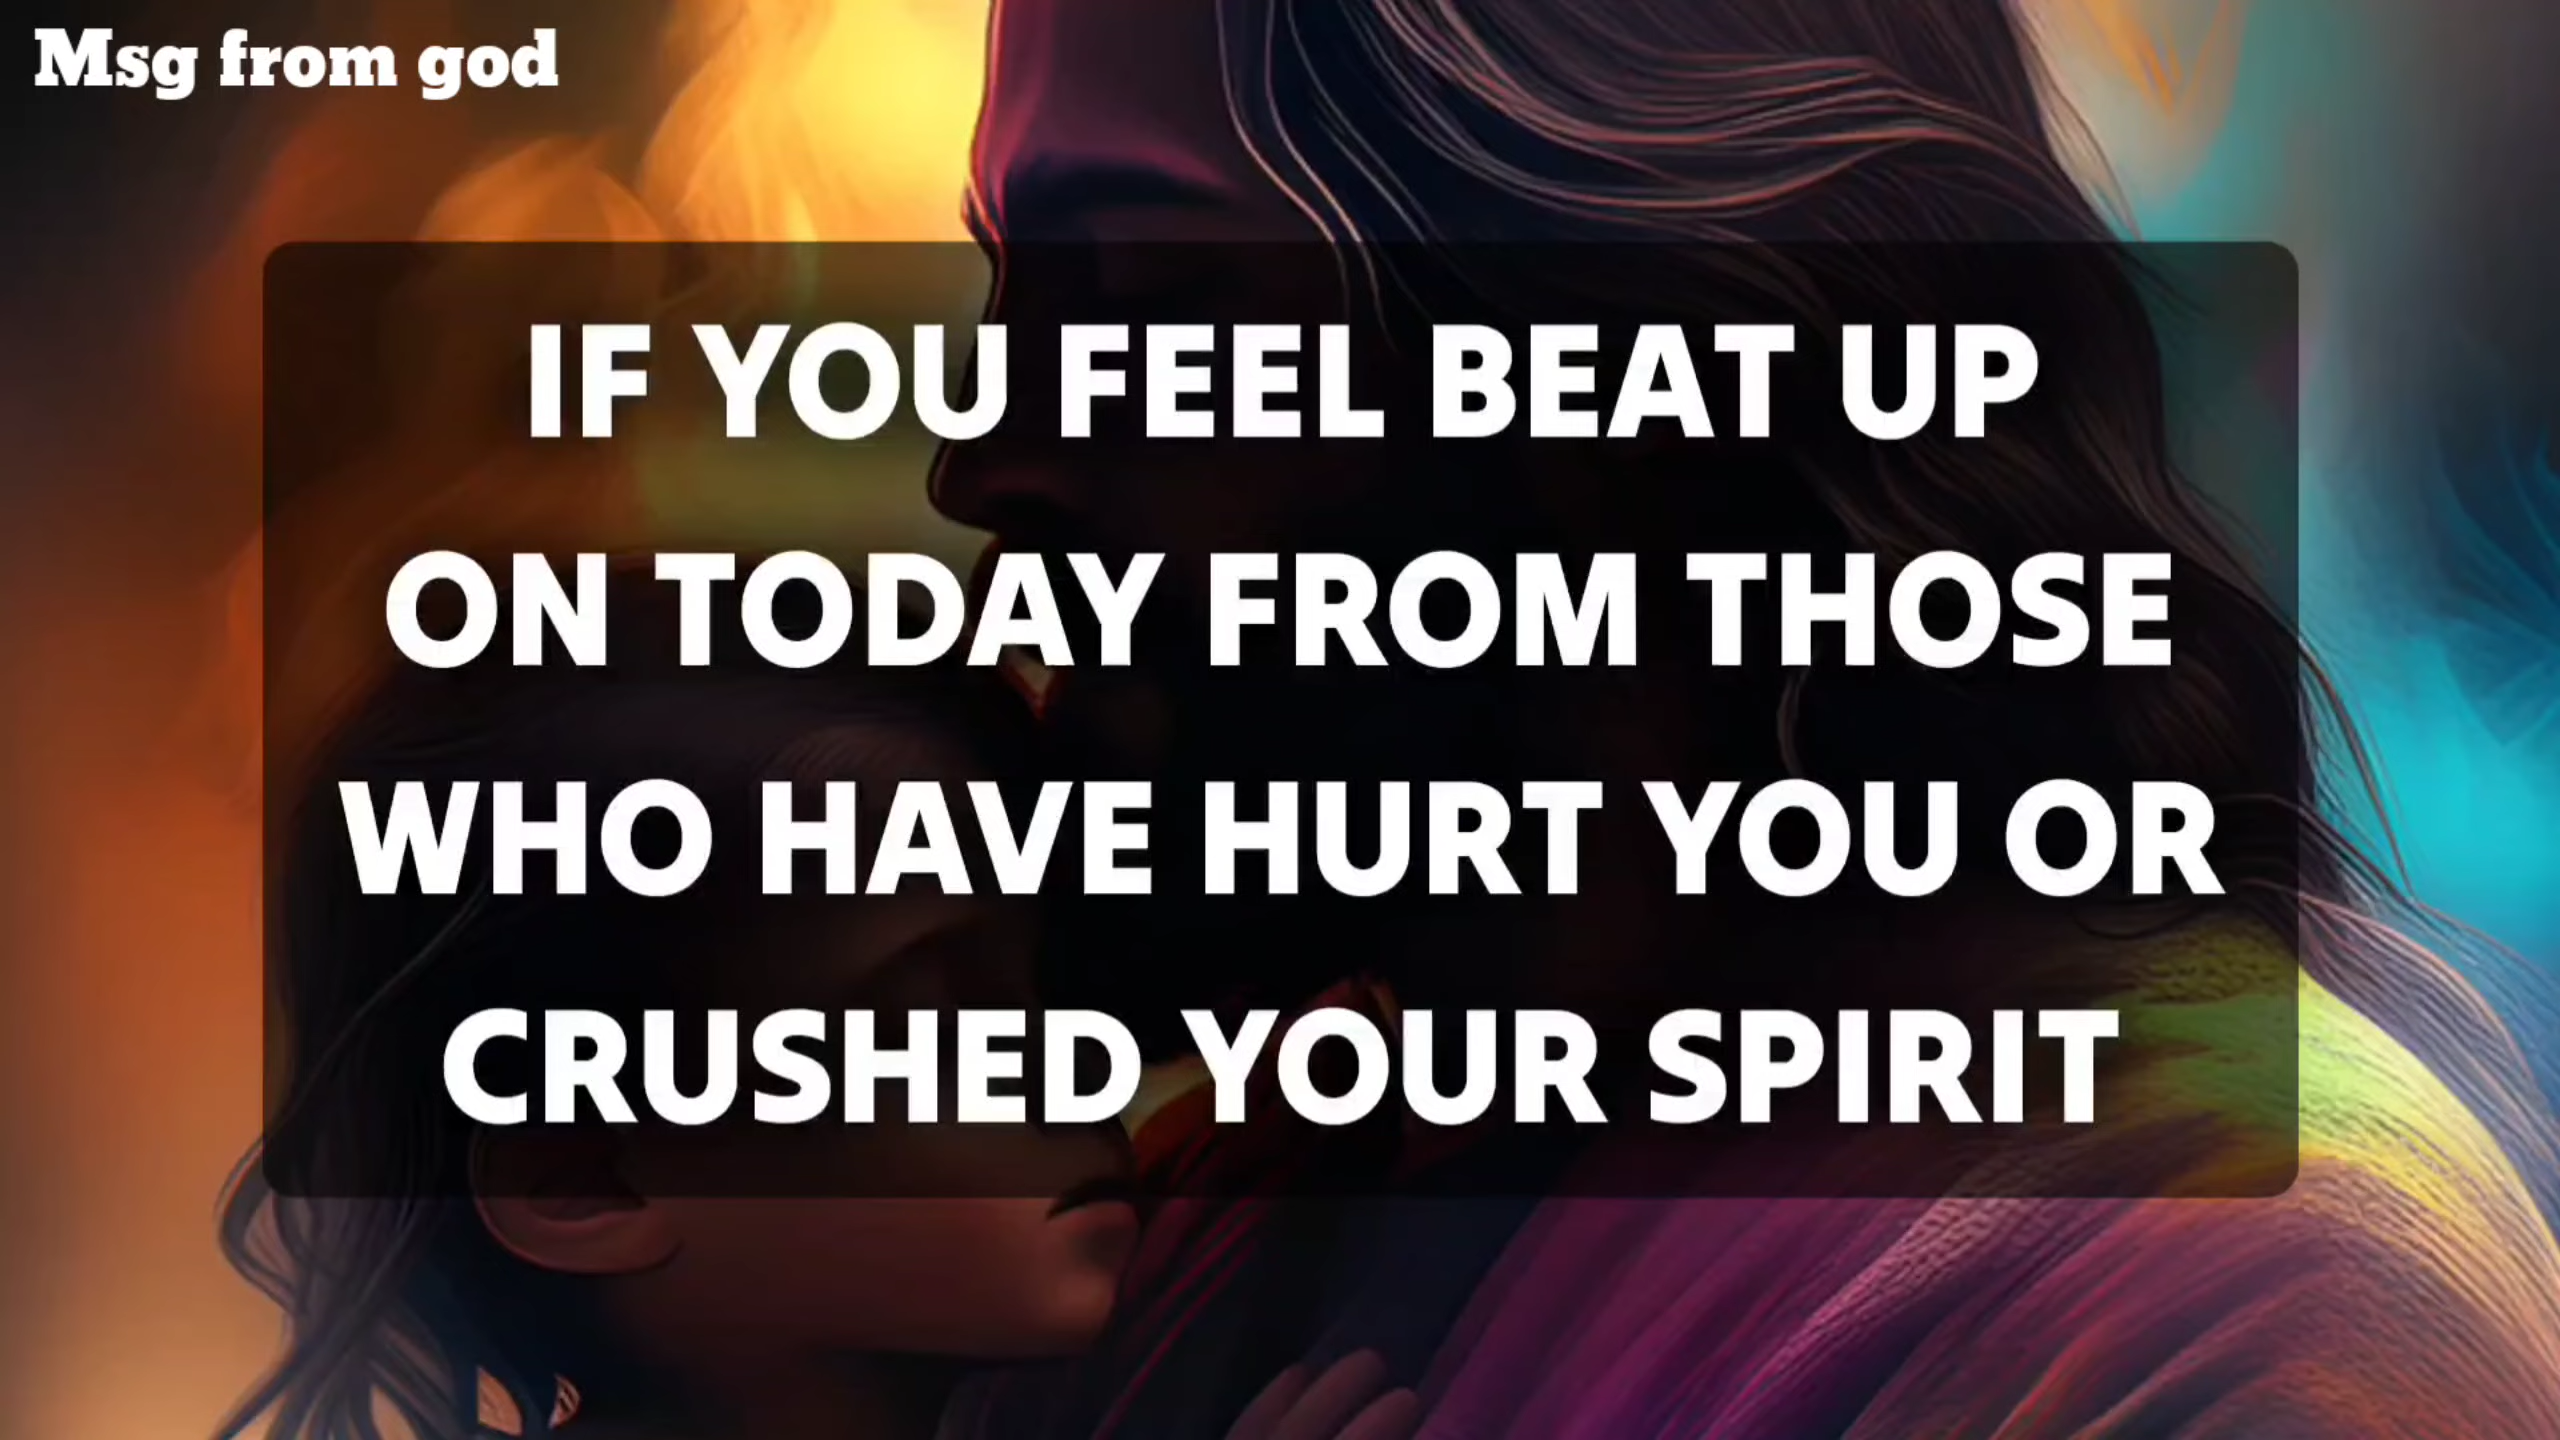 Msg from god
IF YOU FEEL BEAT UP
ON TODAY FROM THOSE
WHO HAVE HURT YOU OR
CRUSHED YOUR SPIRIT